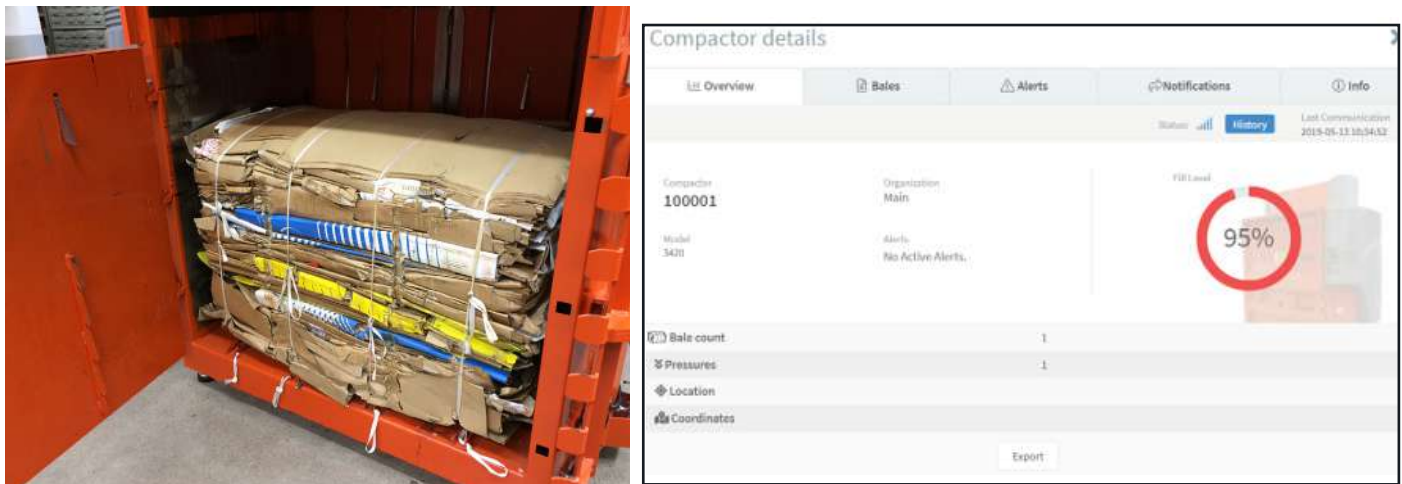 Compactor details
Overview
Bales
Alerts
Notifications
Info
Status
History
Last Communication
2019-05-13 10:54:52
Compactor
100001
Organization
Main
Fill Level
95%
Model
3420
Alerts
No Active Alerts.
Bale count 1
Pressures 1
Location
Coordinates
Export